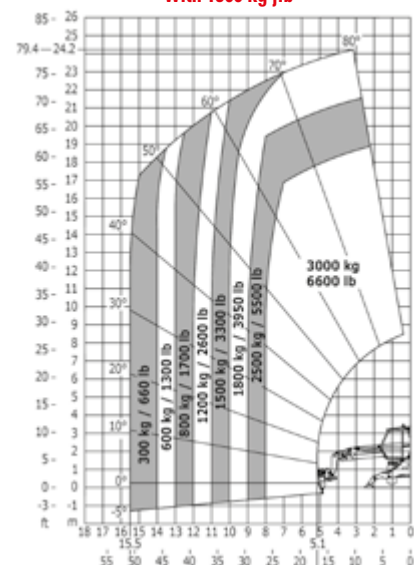 With kg jib
85- 26
25
80°
79.4 — 24.2
75- 23
70°
22
70- 21
60°
20
65- 19
50°
60- 18
17
55- 16
50- 15
14
40°
45- 13
40- 12
3000 kg
6600 lb
35- 11
10
30°
30- 9
25- 8
7
20- 6
20°
15- 5
4
10- 3
10°
2
5- 1
0- 0
0°
-3- -1
-5°
ft m
300 kg / 660 lb
600 kg / 1300 lb
800 kg / 1700 lb
1200 kg / 2600 lb
1500 kg / 3300 lb
1800 kg / 3950 lb
2500 kg / 5500 lb
18 17 16 15 14 13 12 11 10 9 8 7 6 5 4 3 2 1 0
15.5 5.1
55 50 45 40 35 30 25 20 15 10 5 0